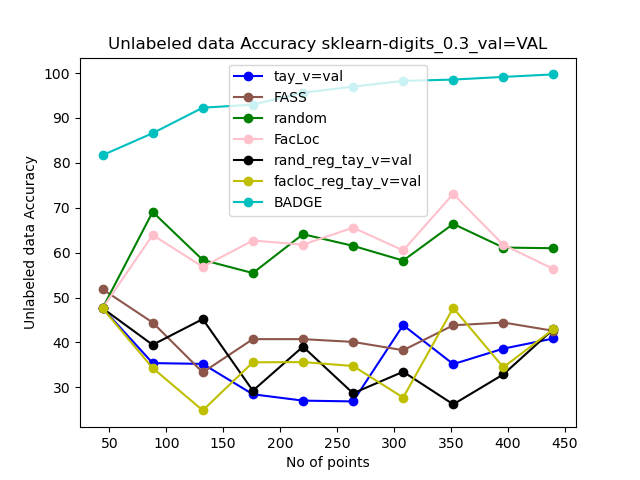 Unlabeled data Accuracy sklearn-digits_0.3_val=VAL
100
90
80
70
60
50
40
30
Unlabeled data Accuracy
tay_v=val
FASS
random
FacLoc
rand_reg_tay_v=val
facloc_reg_tay_v=val
BADGE
50
100
150
200
250
300
350
400
450
No of points